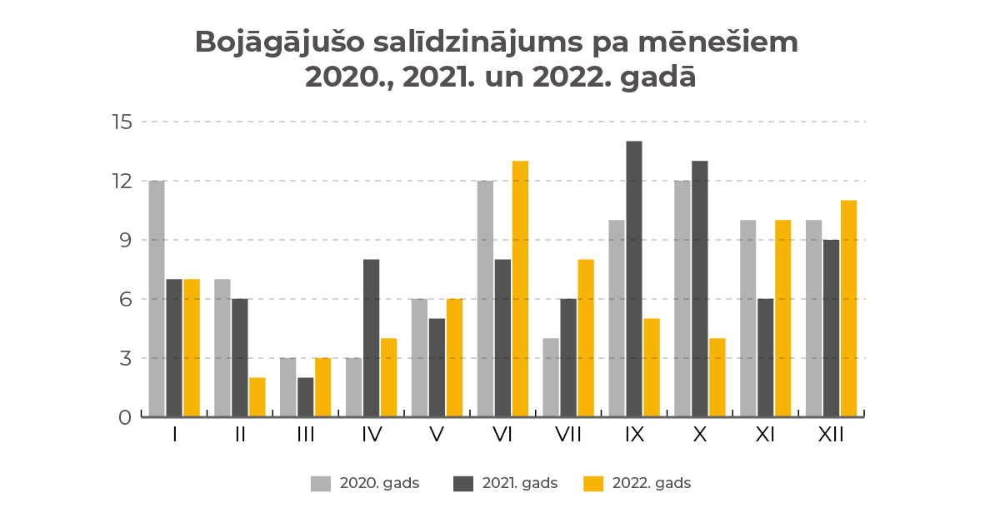 Bojāgājušo salīdzinājums pa mēnešiem
2020., 2021. un 2022. gadā
15
12
9
6
3
0
I II III IV V VI VII IX X XI XII
2020. gads 2021. gads 2022. gads